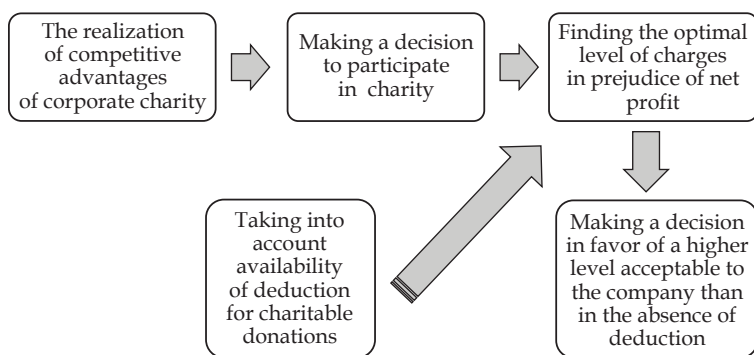 The realization
of competitive
advantages
of corporate charity
Making a decision
to participate
in charity
Finding the optimal
level of charges
in prejudice of net
profit
Taking into
account
availability
of deduction
for charitable
donations
Making a decision
in favor of a higher
level acceptable to
the company than
in the absence of
deduction